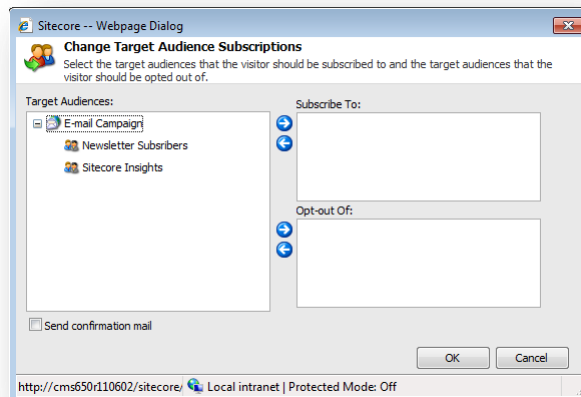 Sitecore -- Webpage Dialog
Change Target Audience Subscriptions
Select the target audiences that the visitor should be subscribed to and the target audiences that the
visitor should be opted out of.
Target Audiences:
Subscribe To:
E-mail Campaign
Newsletter Subsribers
Sitecore Insights
Opt-out Of:
Send confirmation mail
OK
Cancel
http://cms650r110602/sitecore/
Local intranet | Protected Mode: Off